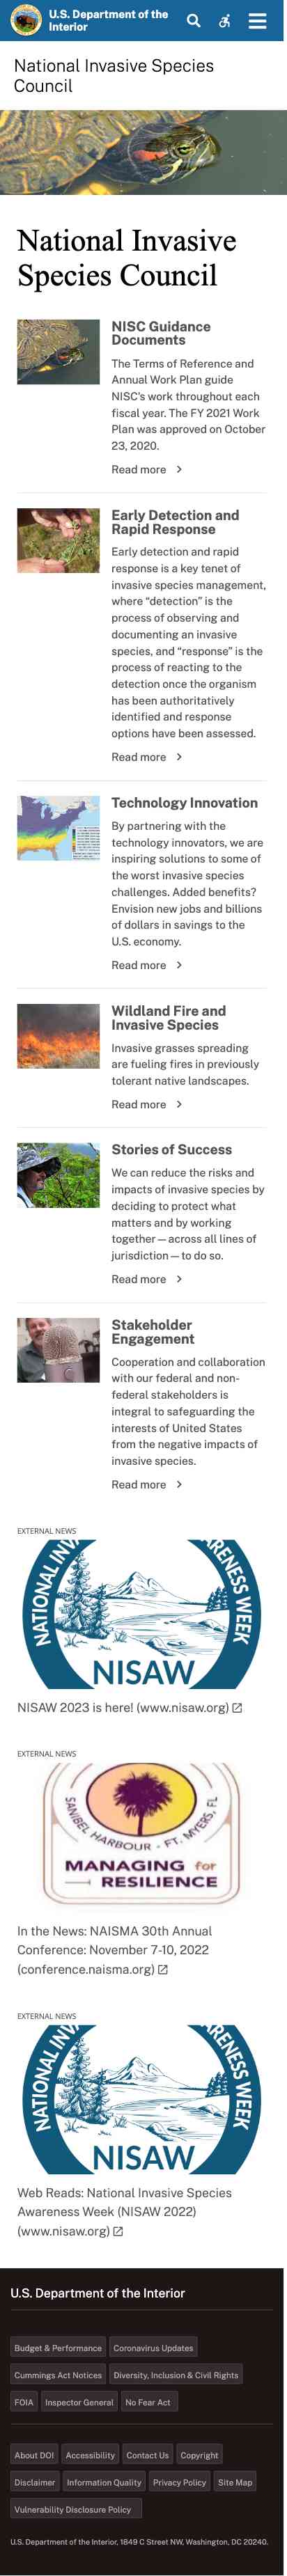 U.S. Department of the
Interior
National Invasive Species
Council
National Invasive
Species Council
NISC Guidance
Documents
The Terms of Reference and
Annual Work Plan guide
NISC's work throughout each
fiscal year. The FY 2021 Work
Plan was approved on October
23, 2020.
Read more
Early Detection and
Rapid Response
Early detection and rapid
response is a key tenet of
invasive species management,
where “detection” is the
process of observing and
documenting an invasive
species, and “response” is the
process of reacting to the
detection once the organism
has been authoritatively
identified and response
options have been assessed.
Read more
Technology Innovation
By partnering with the
technology innovators, we are
inspiring solutions to some of
the worst invasive species
challenges. Added benefits?
Envision new jobs and billions
of dollars in savings to the
U.S. economy.
Read more
Wildland Fire and
Invasive Species
Invasive grasses spreading
are fueling fires in previously
tolerant native landscapes.
Read more
Stories of Success
We can reduce the risks and
impacts of invasive species by
deciding to protect what
matters and by working
together — across all lines of
jurisdiction — to do so.
Read more
Stakeholder
Engagement
Cooperation and collaboration
with our federal and non-
federal stakeholders is
integral to safeguarding the
interests of United States
from the negative impacts of
invasive species.
Read more
EXTERNAL NEWS
NATIONAL INV
RENESS WEEK
NISAW
NISAW 2023 is here! (www.nisaw.org)
EXTERNAL NEWS
SANIBEL HARBOUR - FT. MYERS, FL
MANAGING for
RESILIENCE
In the News: NAISMA 30th Annual
Conference: November 7-10, 2022
(conference.naisma.org)
EXTERNAL NEWS
NATIONAL INV
RENESS WEEK
NISAW
Web Reads: National Invasive Species
Awareness Week (NISAW 2022)
(www.nisaw.org)
U.S. Department of the Interior
Budget & Performance Coronavirus Updates
Cummings Act Notices Diversity, Inclusion & Civil Rights
FOIA Inspector General No Fear Act
About DOI Accessibility Contact Us Copyright
Disclaimer Information Quality Privacy Policy Site Map
Vulnerability Disclosure Policy
U.S. Department of the Interior, 1849 C Street NW, Washington, DC 20240.